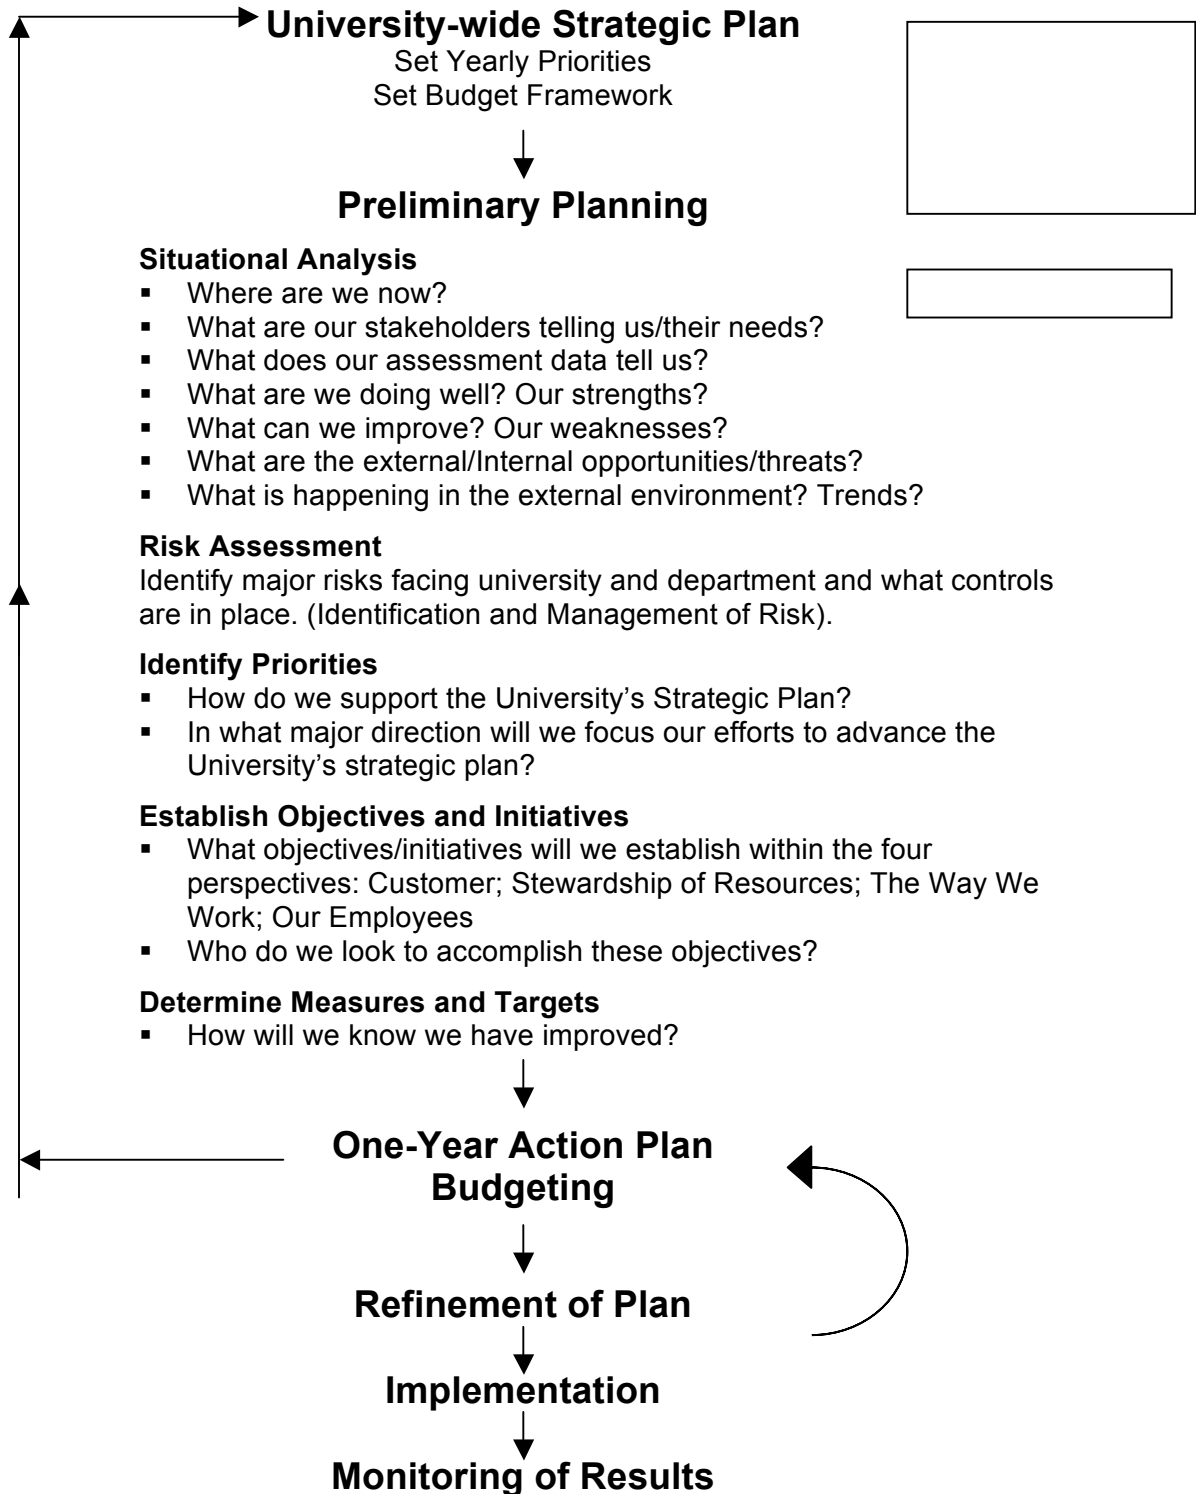 University-wide Strategic Plan
Set Yearly Priorities
Set Budget Framework
Preliminary Planning
Situational Analysis
▪ Where are we now?
▪ What are our stakeholders telling us/their needs?
▪ What does our assessment data tell us?
▪ What are we doing well? Our strengths?
▪ What can we improve? Our weaknesses?
▪ What are the external/Internal opportunities/threats?
▪ What is happening in the external environment? Trends?
Risk Assessment
Identify major risks facing university and department and what controls
are in place. (Identification and Management of Risk).
Identify Priorities
▪ How do we support the University’s Strategic Plan?
▪ In what major direction will we focus our efforts to advance the
University’s strategic plan?
Establish Objectives and Initiatives
▪ What objectives/initiatives will we establish within the four
perspectives: Customer; Stewardship of Resources; The Way We
Work; Our Employees
▪ Who do we look to accomplish these objectives?
Determine Measures and Targets
▪ How will we know we have improved?
One-Year Action Plan
Budgeting
Refinement of Plan
Implementation
Monitoring of Results